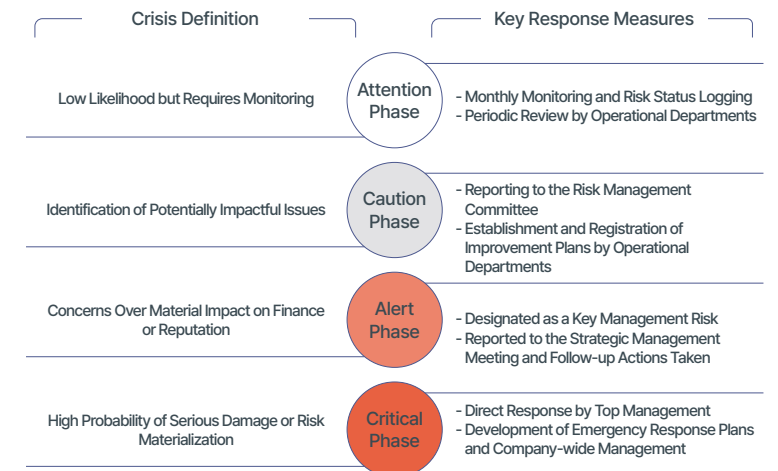 Crisis Definition
Key Response Measures
Low Likelihood but Requires Monitoring
Attention
Phase
- Monthly Monitoring and Risk Status Logging
- Periodic Review by Operational Departments
Identification of Potentially Impactful Issues
Caution
Phase
- Reporting to the Risk Management
Committee
- Establishment and Registration of
Improvement Plans by Operational
Departments
Concerns Over Material Impact on Finance
or Reputation
Alert
Phase
- Designated as a Key Management Risk
- Reported to the Strategic Management
Meeting and Follow-up Actions Taken
High Probability of Serious Damage or Risk
Materialization
Critical
Phase
- Direct Response by Top Management
- Development of Emergency Response Plans
and Company-wide Management